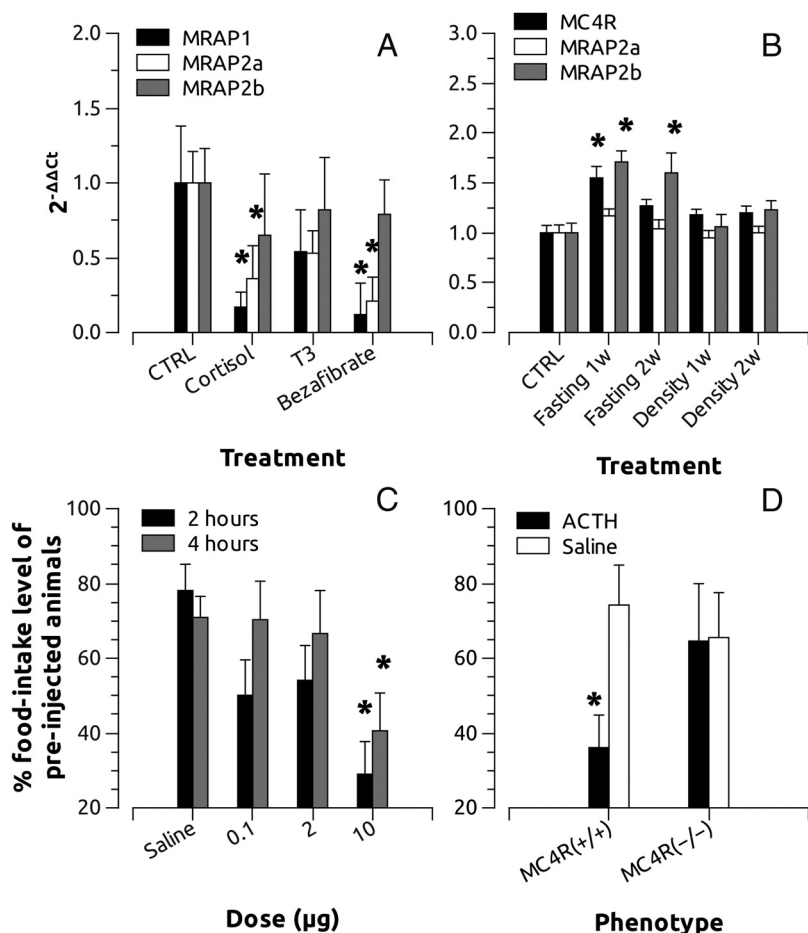 A
MRAP1
MRAP2a
MRAP2b
2-ΔΔCt
2.0
1.5
1.0
0.5
0.0
*
*
*
*
CTRL
Cortisol
T3
Bezafibrate
Treatment
B
MC4R
MRAP2a
MRAP2b
3.0
2.5
2.0
1.5
1.0
0.5
0.0
*
*
*
CTRL
Fasting 1w
Fasting 2w
Density 1w
Density 2w
Treatment
C
2 hours
4 hours
% food-intake level of
pre-injected animals
100
80
60
40
20
*
*
Saline
0.1
2
10
Dose (µg)
D
ACTH
Saline
100
80
60
40
20
*
MC4R(+/+)
MC4R(−/−)
Phenotype